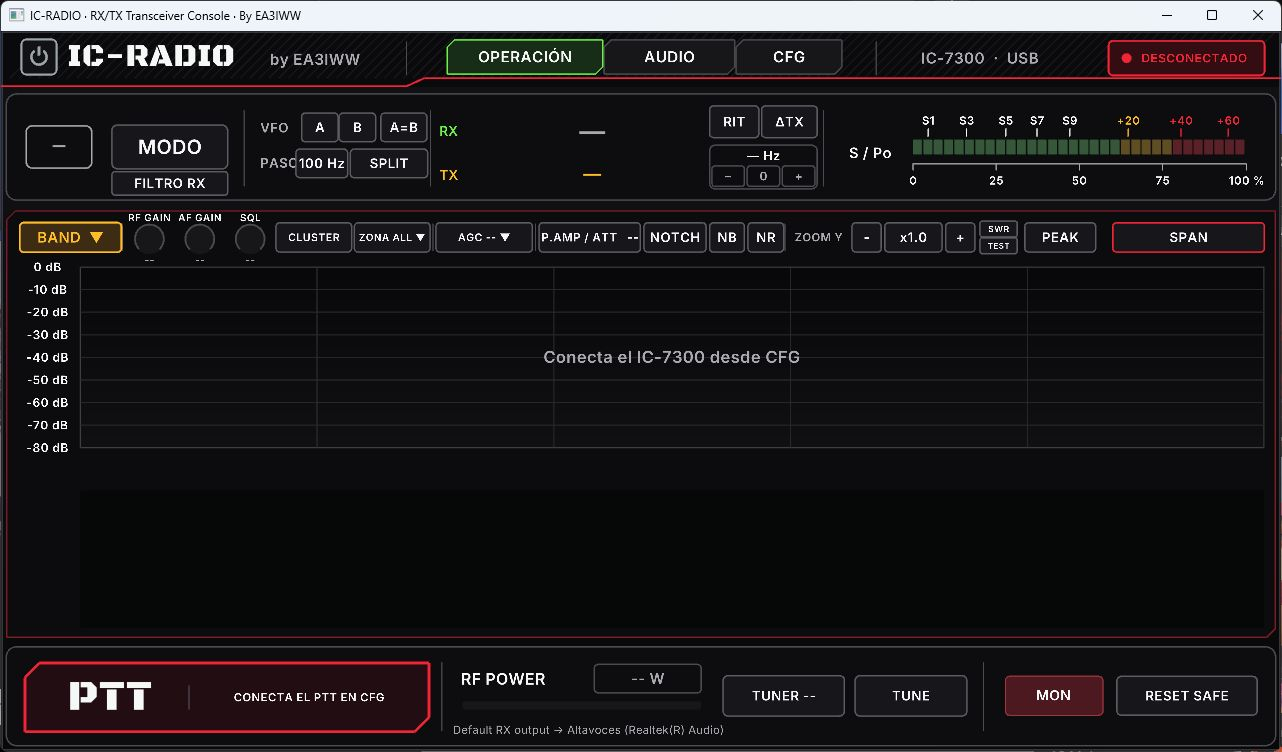 IC-RADIO · RX/TX Transceiver Console · By EA3IWW
IC-RADIO by EA3IWW OPERACIÓN AUDIO CFG IC-7300 · USB DESCONECTADO
— MODO
FILTRO RX
VFO A B A=B
PASO 100 Hz SPLIT
RX —
TX —
RIT ΔTX
— Hz
- 0 +
S / Po
S1 S3 S5 S7 S9 +20 +40 +60
0 25 50 75 100 %
BAND ▼
RF GAIN AF GAIN SQL
-- -- --
CLUSTER ZONA ALL ▼ AGC -- ▼ P.AMP / ATT -- NOTCH NB NR ZOOM Y - x1.0 + SWR TEST PEAK SPAN
0 dB
-10 dB
-20 dB
-30 dB
-40 dB
-50 dB
-60 dB
-70 dB
-80 dB
Conecta el IC-7300 desde CFG
PTT CONECTA EL PTT EN CFG
RF POWER -- W
Default RX output → Altavoces (Realtek(R) Audio)
TUNER -- TUNE MON RESET SAFE